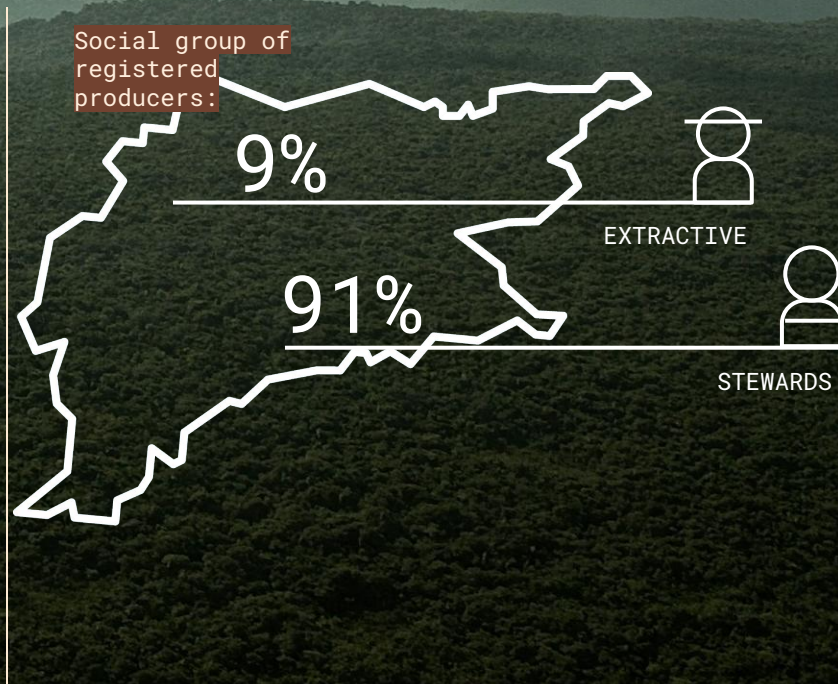 Social group of
registered
producers:
9%
EXTRACTIVE
91%
STEWARDS